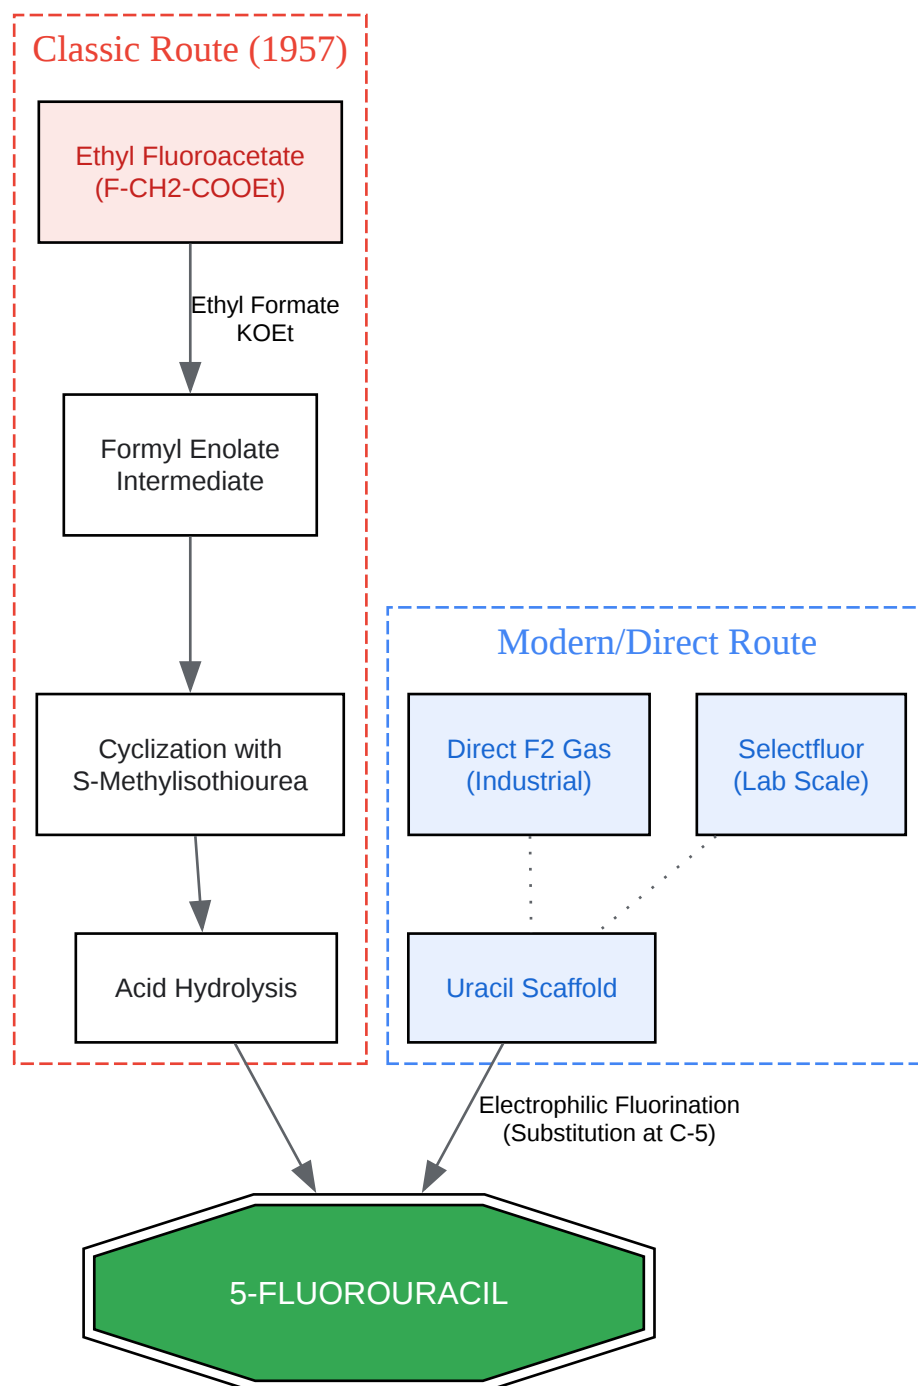 Classic Route (1957)
Ethyl Fluoroacetate
(F-CH2-COOEt)
Ethyl Formate
KOEt
Formyl Enolate
Intermediate
Cyclization with
S-Methylisothiourea
Acid Hydrolysis
Modern/Direct Route
Direct F2 Gas
(Industrial)
Selectfluor
(Lab Scale)
Uracil Scaffold
Electrophilic Fluorination
(Substitution at C-5)
5-FLUOROURACIL